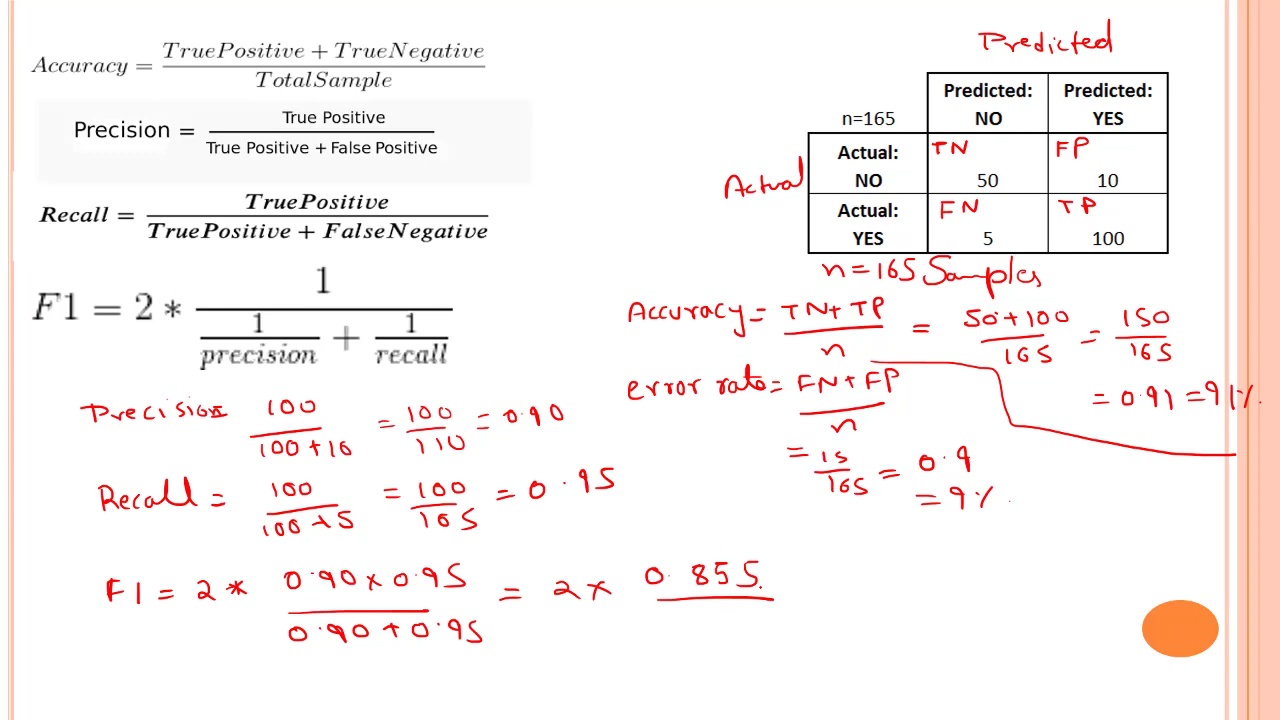 Accuracy = TruePositive + TrueNegative / TotalSample
Precision = True Positive / True Positive + False Positive
Recall = TruePositive / TruePositive + FalseNegative
F1 = 2 * 1 / 1/precision + 1/recall
Predicted
Predicted: Predicted:
n=165 NO YES
Actual
Actual: TN FP
NO 50 10
Actual: FN TP
YES 5 100
n = 165 Samples
Accuracy = TN + TP / n = 50 + 100 / 165 = 150 / 165
= 0.91 = 91%.
error rate = FN + FP / n
= 15 / 165 = 0.9
= 9%
Precision 100 / 100 + 10 = 100 / 110 = 0.90
Recall = 100 / 100 + 5 = 100 / 105 = 0.95
F1 = 2 * 0.90 x 0.95 / 0.90 + 0.95 = 2 x 0.855